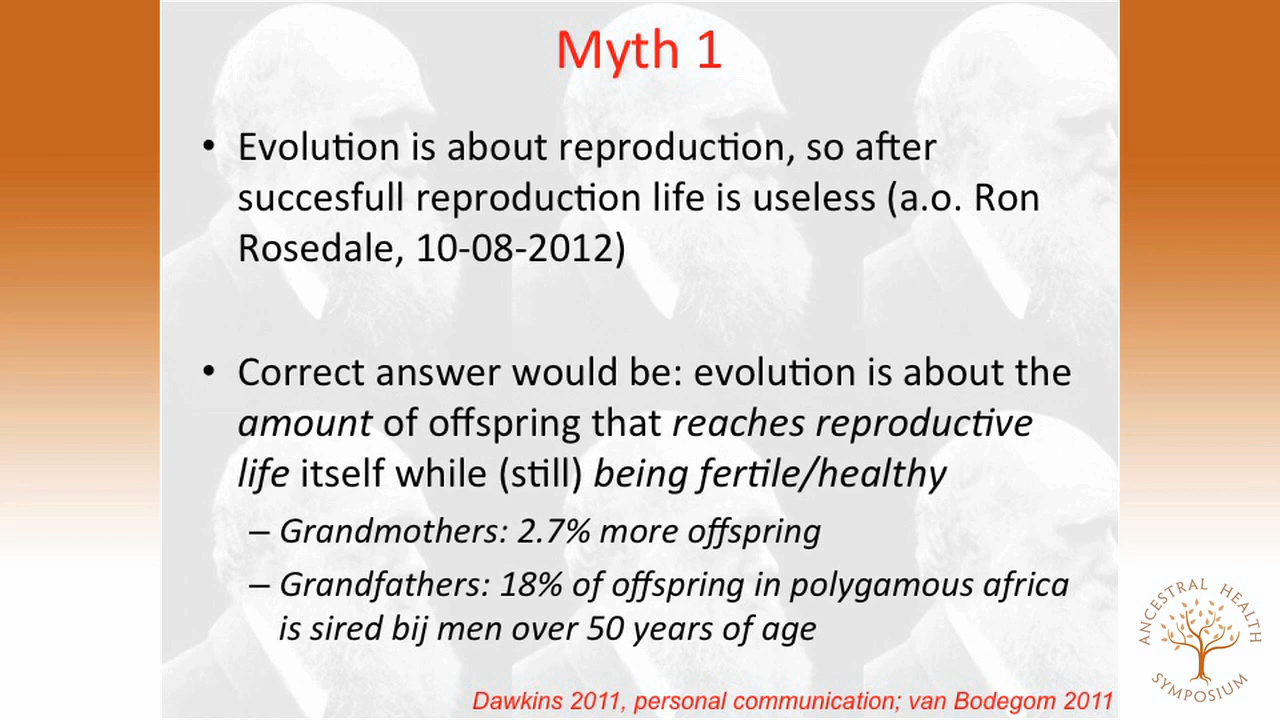 Myth 1
• Evolution is about reproduction, so after
succesfull reproduction life is useless (a.o. Ron
Rosedale, 10-08-2012)
• Correct answer would be: evolution is about the
amount of offspring that reaches reproductive
life itself while (still) being fertile/healthy
– Grandmothers: 2.7% more offspring
– Grandfathers: 18% of offspring in polygamous africa
is sired bij men over 50 years of age
Dawkins 2011, personal communication; van Bodegom 2011
ANCESTRAL HEALTH
SYMPOSIUM